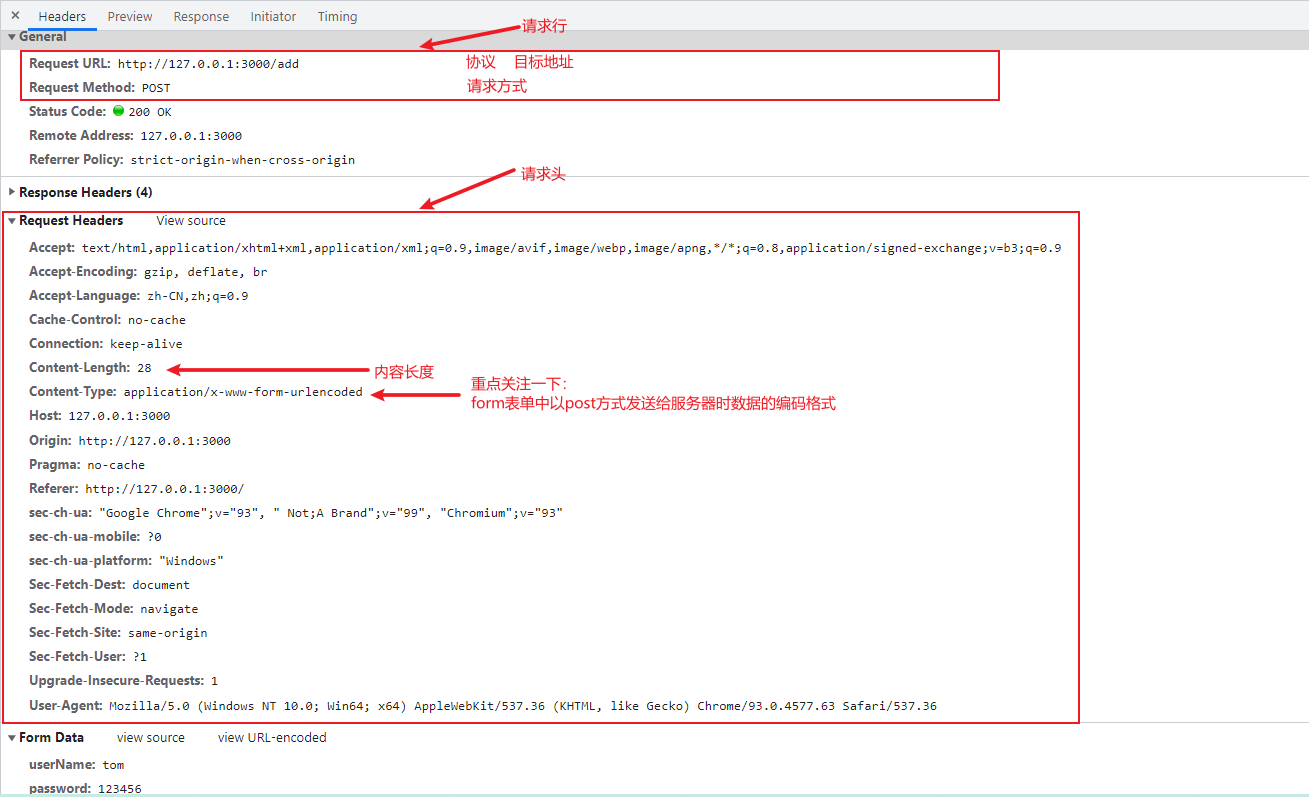 × Headers Preview Response Initiator Timing
▼ General
请求行
Request URL: http://127.0.0.1:3000/add 协议 目标地址
Request Method: POST 请求方式
Status Code: 200 OK
Remote Address: 127.0.0.1:3000
Referrer Policy: strict-origin-when-cross-origin
请求头
Response Headers (4)
Request Headers View source
Accept: text/html,application/xhtml+xml,application/xml;q=0.9,image/avif,image/webp,image/apng,*/*;q=0.8,application/signed-exchange;v=b3;q=0.9
Accept-Encoding: gzip, deflate, br
Accept-Language: zh-CN,zh;q=0.9
Cache-Control: no-cache
Connection: keep-alive
Content-Length: 28 内容长度
Content-Type: application/x-www-form-urlencoded
重点关注一下：
form表单中以post方式发送给服务器时数据的编码格式
Host: 127.0.0.1:3000
Origin: http://127.0.0.1:3000
Pragma: no-cache
Referer: http://127.0.0.1:3000/
sec-ch-ua: "Google Chrome";v="93", " Not;A Brand";v="99", "Chromium";v="93"
sec-ch-ua-mobile: ?0
sec-ch-ua-platform: "Windows"
Sec-Fetch-Dest: document
Sec-Fetch-Mode: navigate
Sec-Fetch-Site: same-origin
Sec-Fetch-User: ?1
Upgrade-Insecure-Requests: 1
User-Agent: Mozilla/5.0 (Windows NT 10.0; Win64; x64) AppleWebKit/537.36 (KHTML, like Gecko) Chrome/93.0.4577.63 Safari/537.36
Form Data view source view URL-encoded
userName: tom
password: 123456